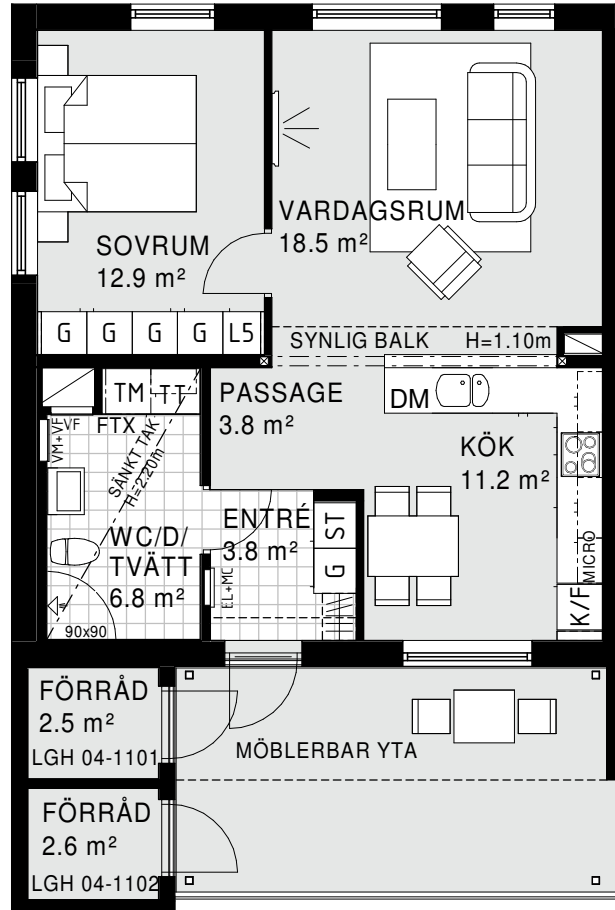 SOVRUM
12.9 m²
VARDAGSRUM
18.5 m²
G G G G L5
SYNLIG BALK H=1.10m
TM TT
PASSAGE
3.8 m²
DM
VM+VF VF
FTX
SÄNKT TAK
H=2.20m
KÖK
11.2 m²
WC/D/
TVÄTT
6.8 m²
90x90
ENTRÉ
3.8 m²
ST
G
MICRO
K/F
FÖRRÅD
2.5 m²
LGH 04-1101
MÖBLERBAR YTA
FÖRRÅD
2.6 m²
LGH 04-1102